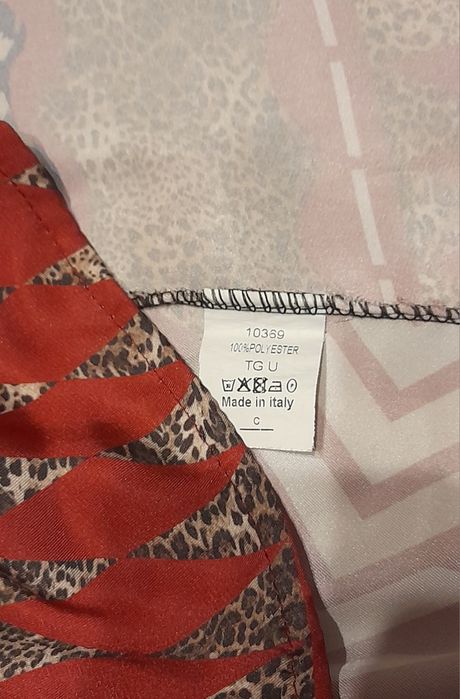 10369
100%POLYESTER
TG U
Made in italy
C